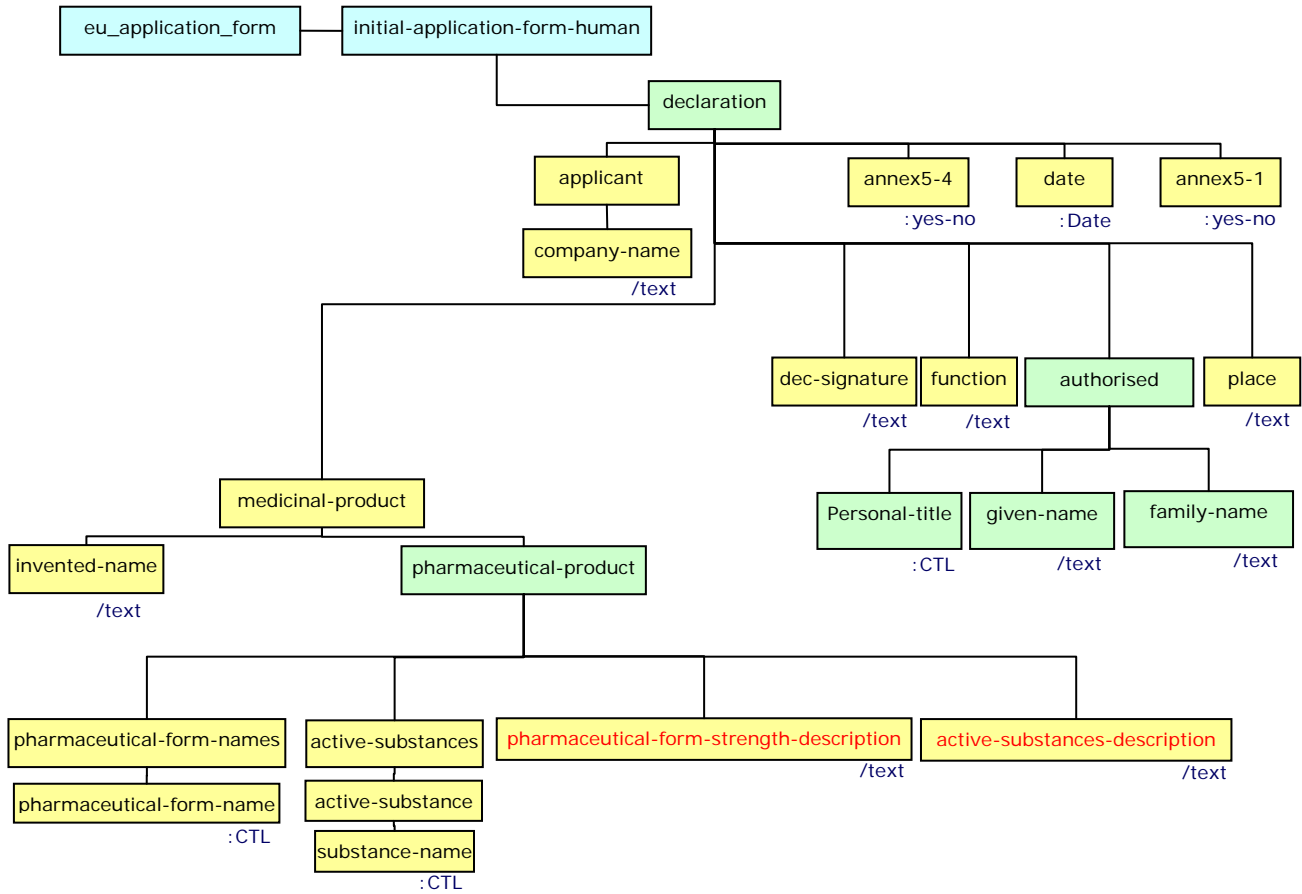 eu_application_form
initial-application-form-human
declaration
applicant
annex5-4
date
annex5-1
:yes-no
:Date
:yes-no
company-name
/text
dec-signature
function
authorised
place
/text
/text
/text
medicinal-product
Personal-title
given-name
family-name
:CTL
/text
/text
invented-name
pharmaceutical-product
/text
pharmaceutical-form-names
active-substances
pharmaceutical-form-strength-description
active-substances-description
/text
/text
pharmaceutical-form-name
active-substance
:CTL
substance-name
:CTL